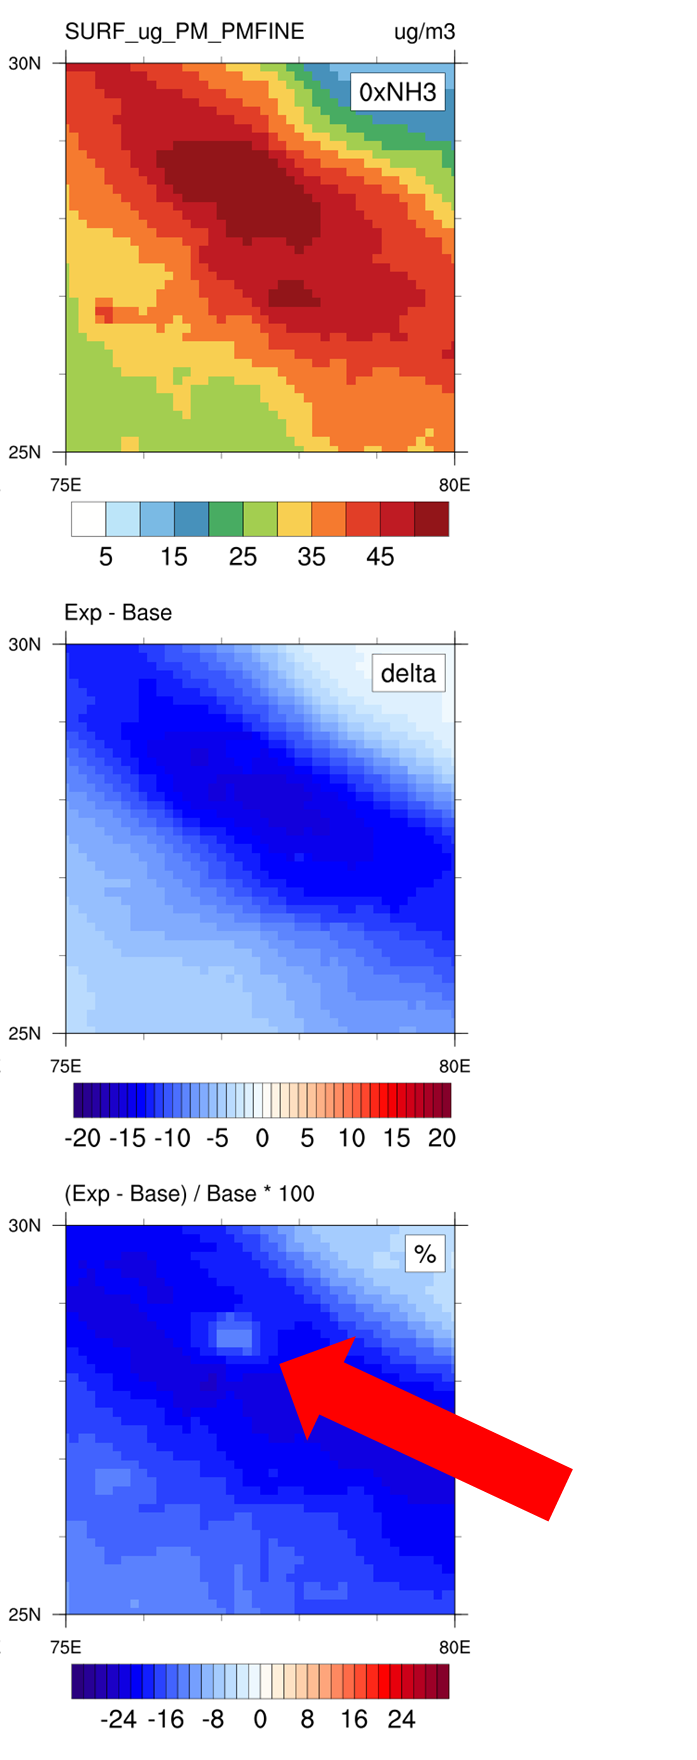 SURF_ug_PM_PMFINE ug/m3
30N
0xNH3
25N
75E 80E
5 15 25 35 45
Exp - Base
30N
delta
25N
75E 80E
-20 -15 -10 -5 0 5 10 15 20
(Exp - Base) / Base * 100
30N
%
25N
75E 80E
-24 -16 -8 0 8 16 24